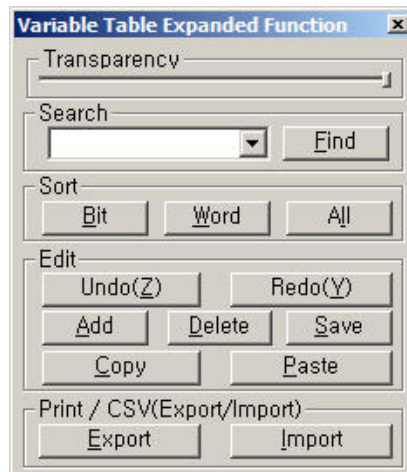 Variable Table Expanded Function
Transparency
Search
Find
Sort
Bit Word All
Edit
Undo(Z) Redo(Y)
Add Delete Save
Copy Paste
Print / CSV(Export/Import)
Export Import